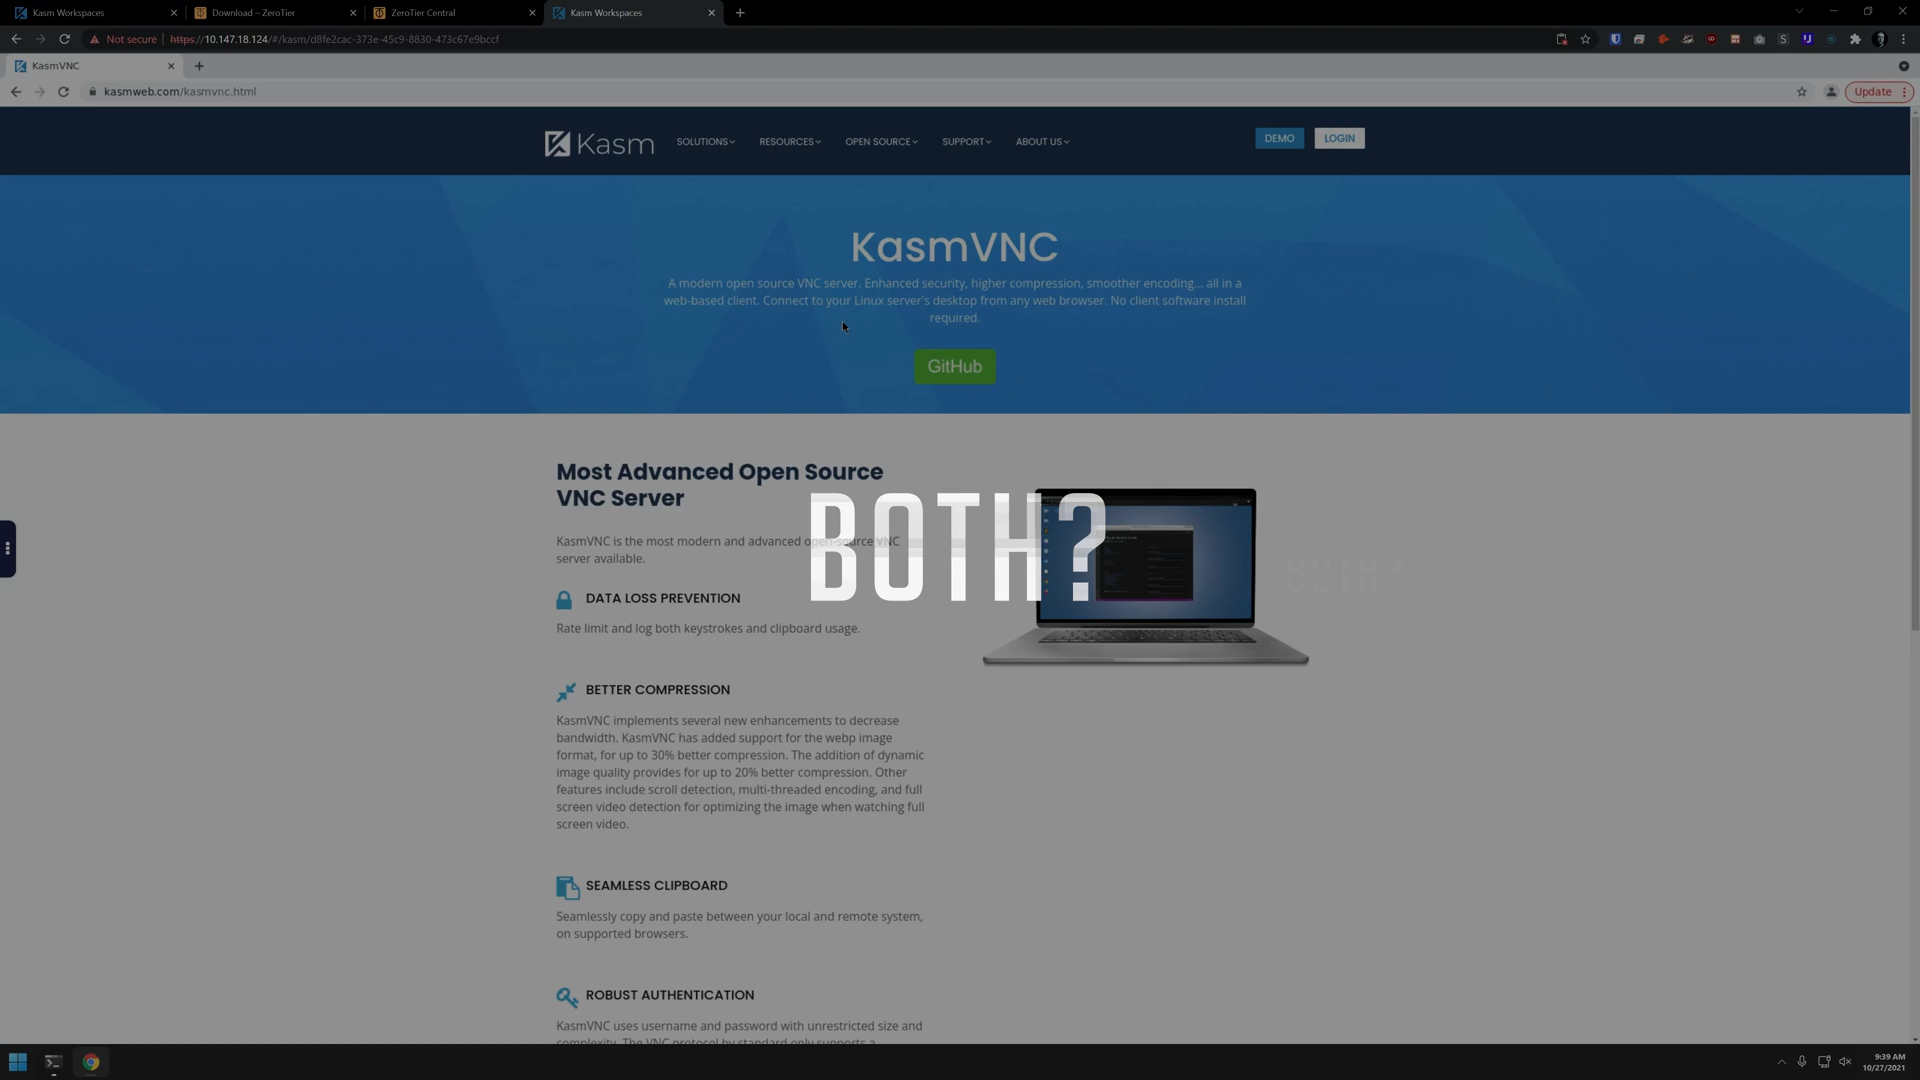 Kasm Workspaces
Download – ZeroTier
ZeroTier Central
Kasm Workspaces
Not secure
https://10.147.18.124/#/kasm/d8fe2cac-373e-45c9-8830-473c67e9bccf
KasmVNC
kasmweb.com/kasmvnc.html
Update
Kasm
SOLUTIONS
RESOURCES
OPEN SOURCE
SUPPORT
ABOUT US
DEMO
LOGIN
KasmVNC
A modern open source VNC server. Enhanced security, higher compression, smoother encoding... all in a
web-based client. Connect to your Linux server's desktop from any web browser. No client software install
required.
GitHub
Most Advanced Open Source
VNC Server
BOTH?
BOTH?
KasmVNC is the most modern and advanced open-source VNC
server available.
DATA LOSS PREVENTION
Rate limit and log both keystrokes and clipboard usage.
BETTER COMPRESSION
KasmVNC implements several new enhancements to decrease
bandwidth. KasmVNC has added support for the webp image
format, for up to 30% better compression. The addition of dynamic
image quality provides for up to 20% better compression. Other
features include scroll detection, multi-threaded encoding, and full
screen video detection for optimizing the image when watching full
screen video.
SEAMLESS CLIPBOARD
Seamlessly copy and paste between your local and remote system,
on supported browsers.
ROBUST AUTHENTICATION
KasmVNC uses username and password with unrestricted size and
complexity. The VNC protocol by standard only supports a
9:39 AM
10/27/2021